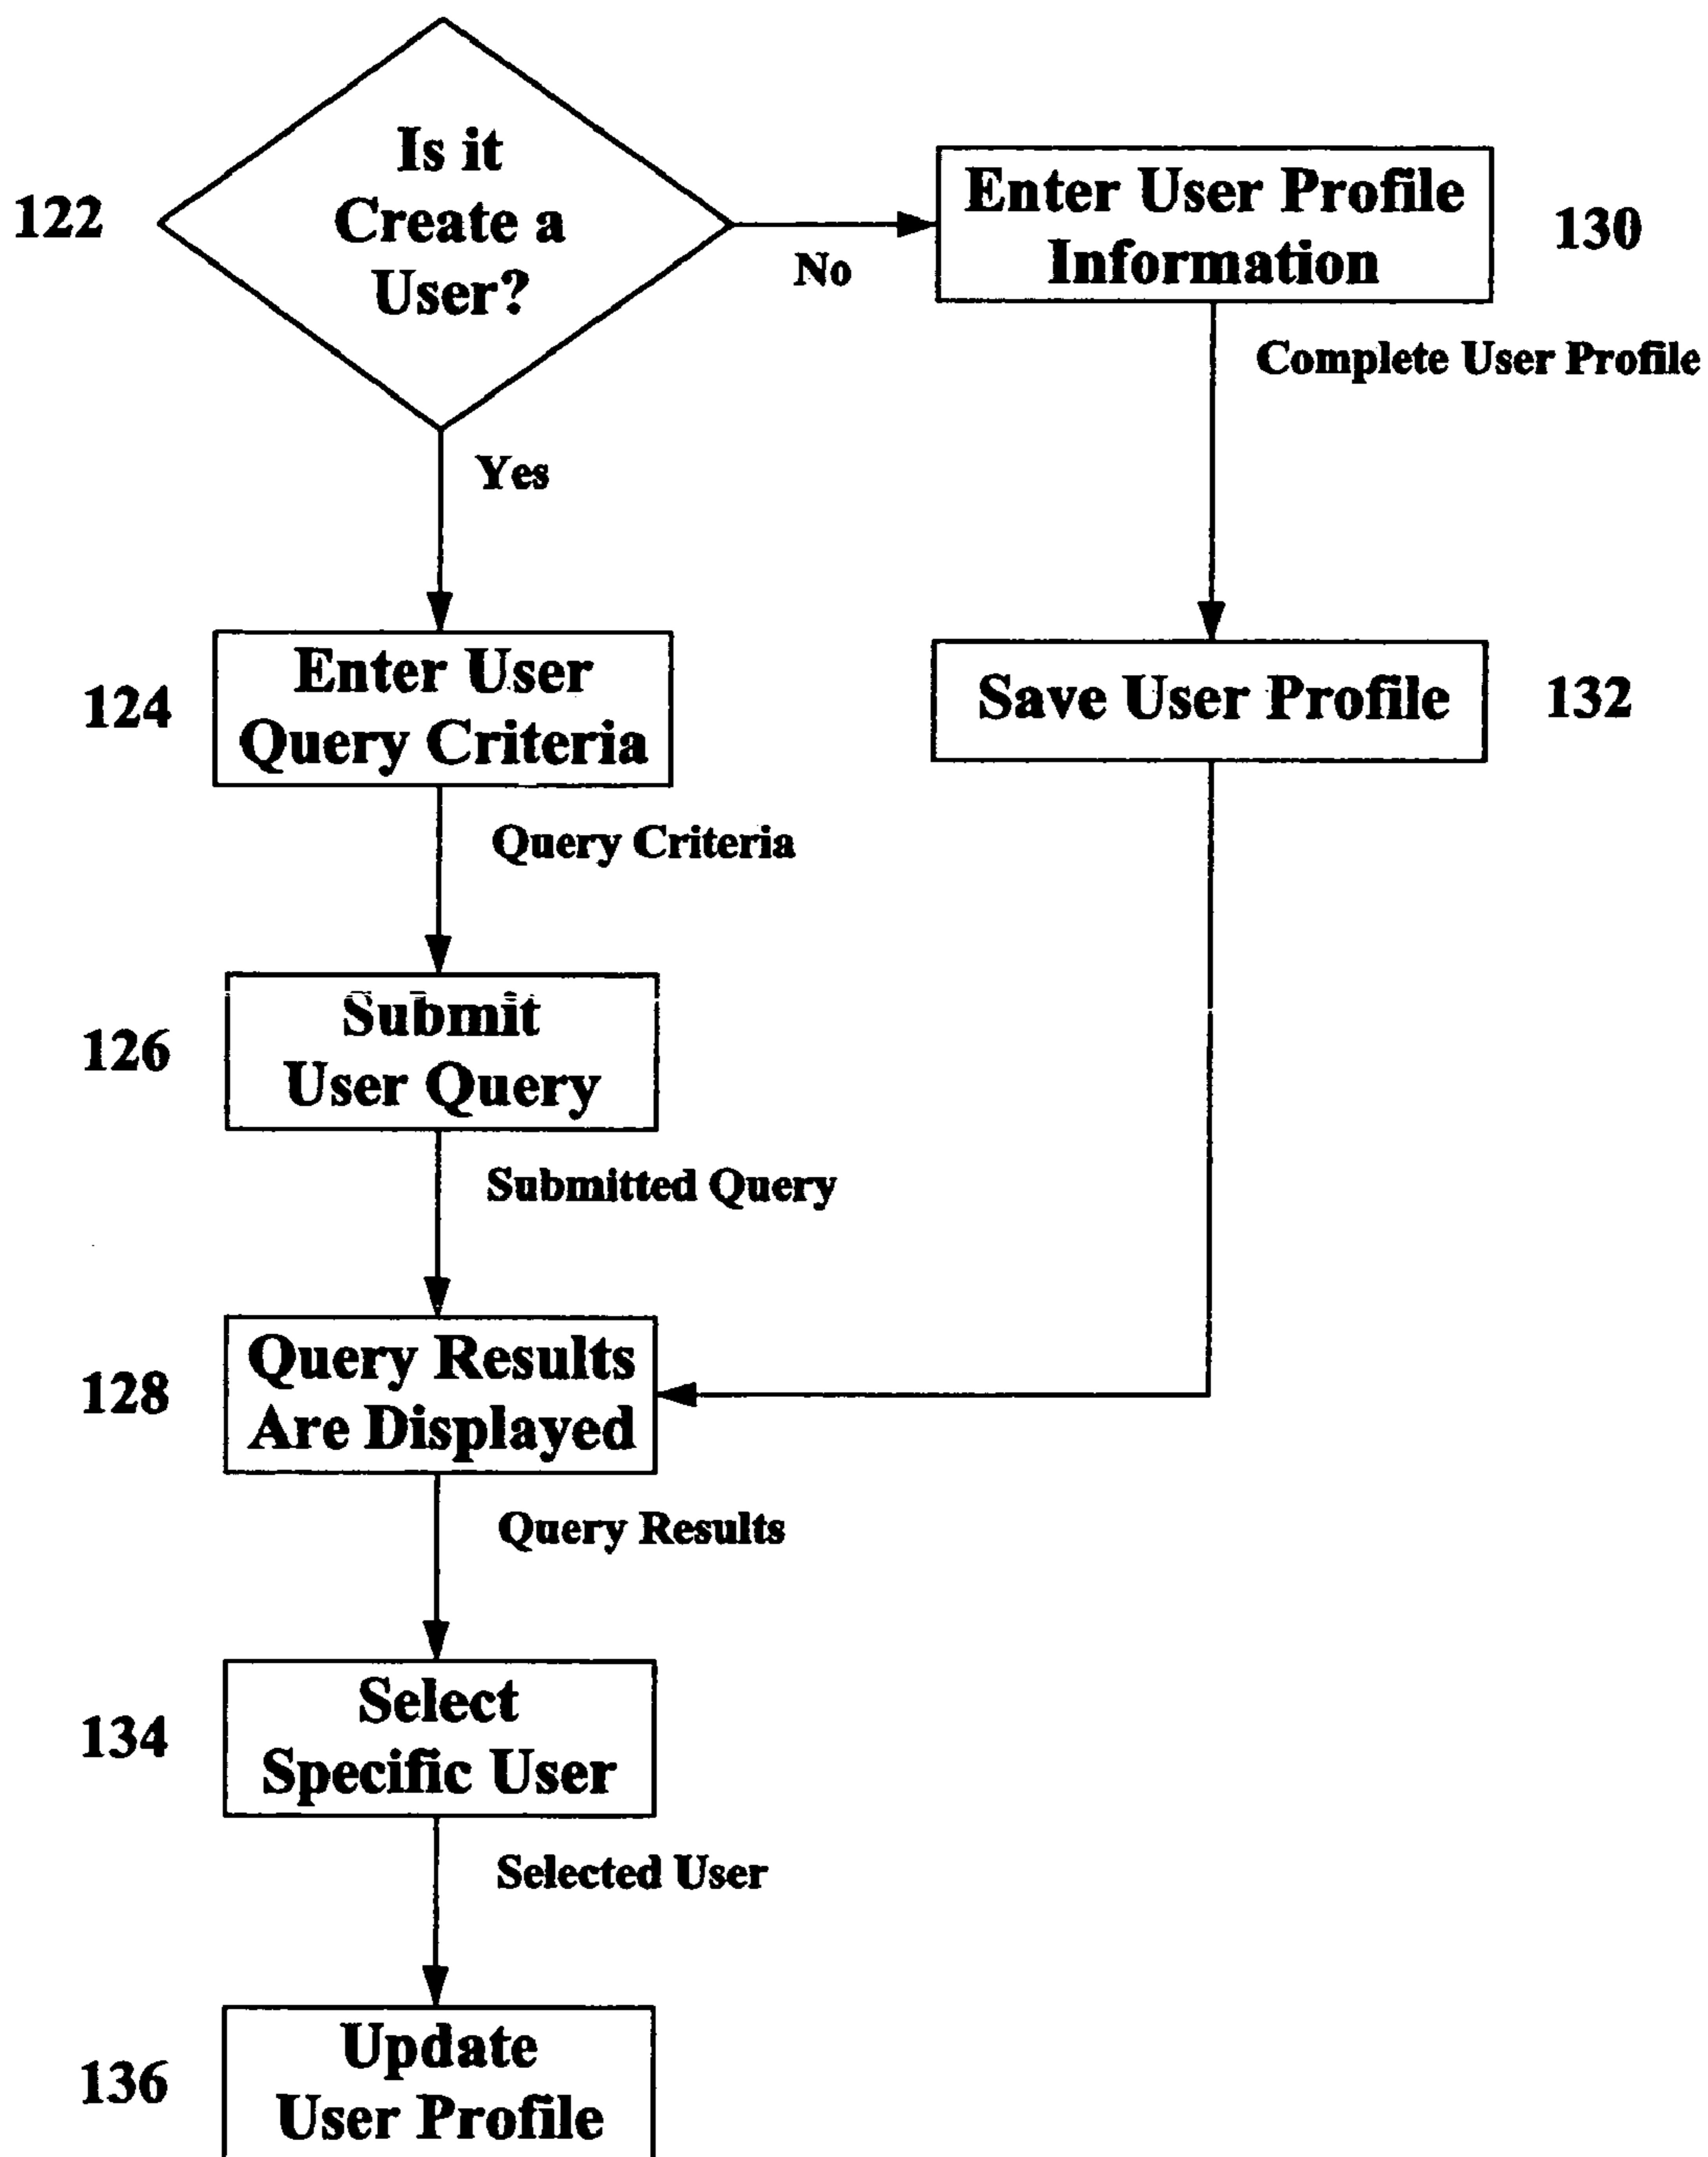 122
Is it
Create a
User?
No
Enter User Profile
Information
130
Complete User Profile
Yes
124
Enter User
Query Criteria
Save User Profile
132
Query Criteria
126
Submit
User Query
Submitted Query
128
Query Results
Are Displayed
Query Results
134
Select
Specific User
Selected User
136
Update
User Profile